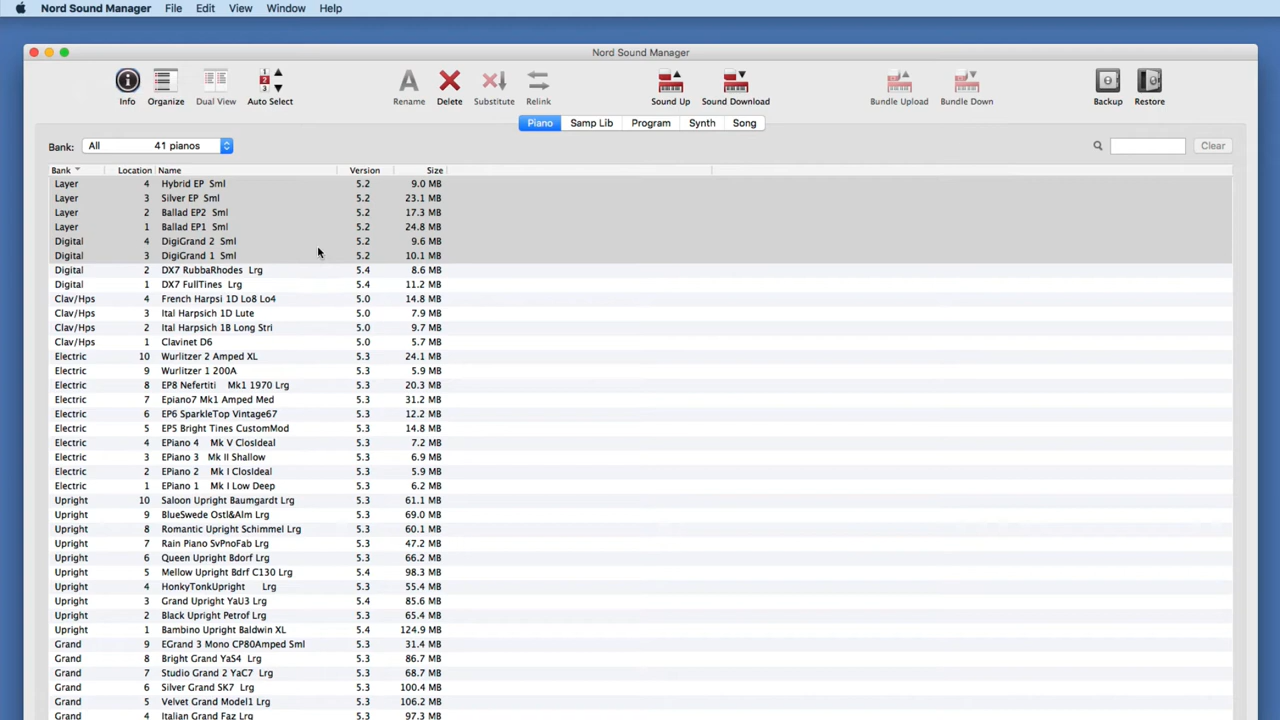 Nord Sound Manager File Edit View Window Help
Nord Sound Manager
Info Organize Dual View Auto Select Rename Delete Substitute Relink Sound Up Sound Download Bundle Upload Bundle Down Backup Restore
Piano Samp Lib Program Synth Song
Bank: All 41 pianos Clear
Bank Location Name Version Size
Layer 4 Hybrid EP Sml 5.2 9.0 MB
Layer 3 Silver EP Sml 5.2 23.1 MB
Layer 2 Ballad EP2 Sml 5.2 17.3 MB
Layer 1 Ballad EP1 Sml 5.2 24.8 MB
Digital 4 DigiGrand 2 Sml 5.2 9.6 MB
Digital 3 DigiGrand 1 Sml 5.2 10.1 MB
Digital 2 DX7 RubbaRhodes Lrg 5.4 8.6 MB
Digital 1 DX7 FullTines Lrg 5.4 11.2 MB
Clav/Hps 4 French Harpsi 1D Lo8 Lo4 5.0 14.8 MB
Clav/Hps 3 Ital Harpsich 1D Lute 5.0 7.9 MB
Clav/Hps 2 Ital Harpsich 1B Long Stri 5.0 9.7 MB
Clav/Hps 1 Clavinet D6 5.0 5.7 MB
Electric 10 Wurlitzer 2 Amped XL 5.3 24.1 MB
Electric 9 Wurlitzer 1 200A 5.3 5.9 MB
Electric 8 EP8 Nefertiti Mk1 1970 Lrg 5.3 20.3 MB
Electric 7 Epiano7 Mk1 Amped Med 5.3 31.2 MB
Electric 6 EP6 SparkleTop Vintage67 5.3 12.2 MB
Electric 5 EP5 Bright Tines CustomMod 5.3 14.8 MB
Electric 4 EPiano 4 Mk V ClosIdeal 5.3 7.2 MB
Electric 3 EPiano 3 Mk II Shallow 5.3 6.9 MB
Electric 2 EPiano 2 Mk I ClosIdeal 5.3 5.9 MB
Electric 1 EPiano 1 Mk I Low Deep 5.3 6.2 MB
Upright 10 Saloon Upright Baumgardt Lrg 5.3 61.1 MB
Upright 9 BlueSwede Ostl&Alm Lrg 5.3 69.0 MB
Upright 8 Romantic Upright Schimmel Lrg 5.3 60.1 MB
Upright 7 Rain Piano SvPnoFab Lrg 5.3 47.2 MB
Upright 6 Queen Upright Bdorf Lrg 5.3 66.2 MB
Upright 5 Mellow Upright Bdrf C130 Lrg 5.4 98.3 MB
Upright 4 HonkyTonkUpright Lrg 5.3 55.4 MB
Upright 3 Grand Upright YaU3 Lrg 5.4 85.6 MB
Upright 2 Black Upright Petrof Lrg 5.3 65.4 MB
Upright 1 Bambino Upright Baldwin XL 5.4 124.9 MB
Grand 9 EGrand 3 Mono CP80Amped Sml 5.3 31.4 MB
Grand 8 Bright Grand YaS4 Lrg 5.3 86.7 MB
Grand 7 Studio Grand 2 YaC7 Lrg 5.3 68.7 MB
Grand 6 Silver Grand SK7 Lrg 5.3 100.4 MB
Grand 5 Velvet Grand Model1 Lrg 5.3 106.2 MB
Grand 4 Italian Grand Faz Lrg 5.3 97.3 MB